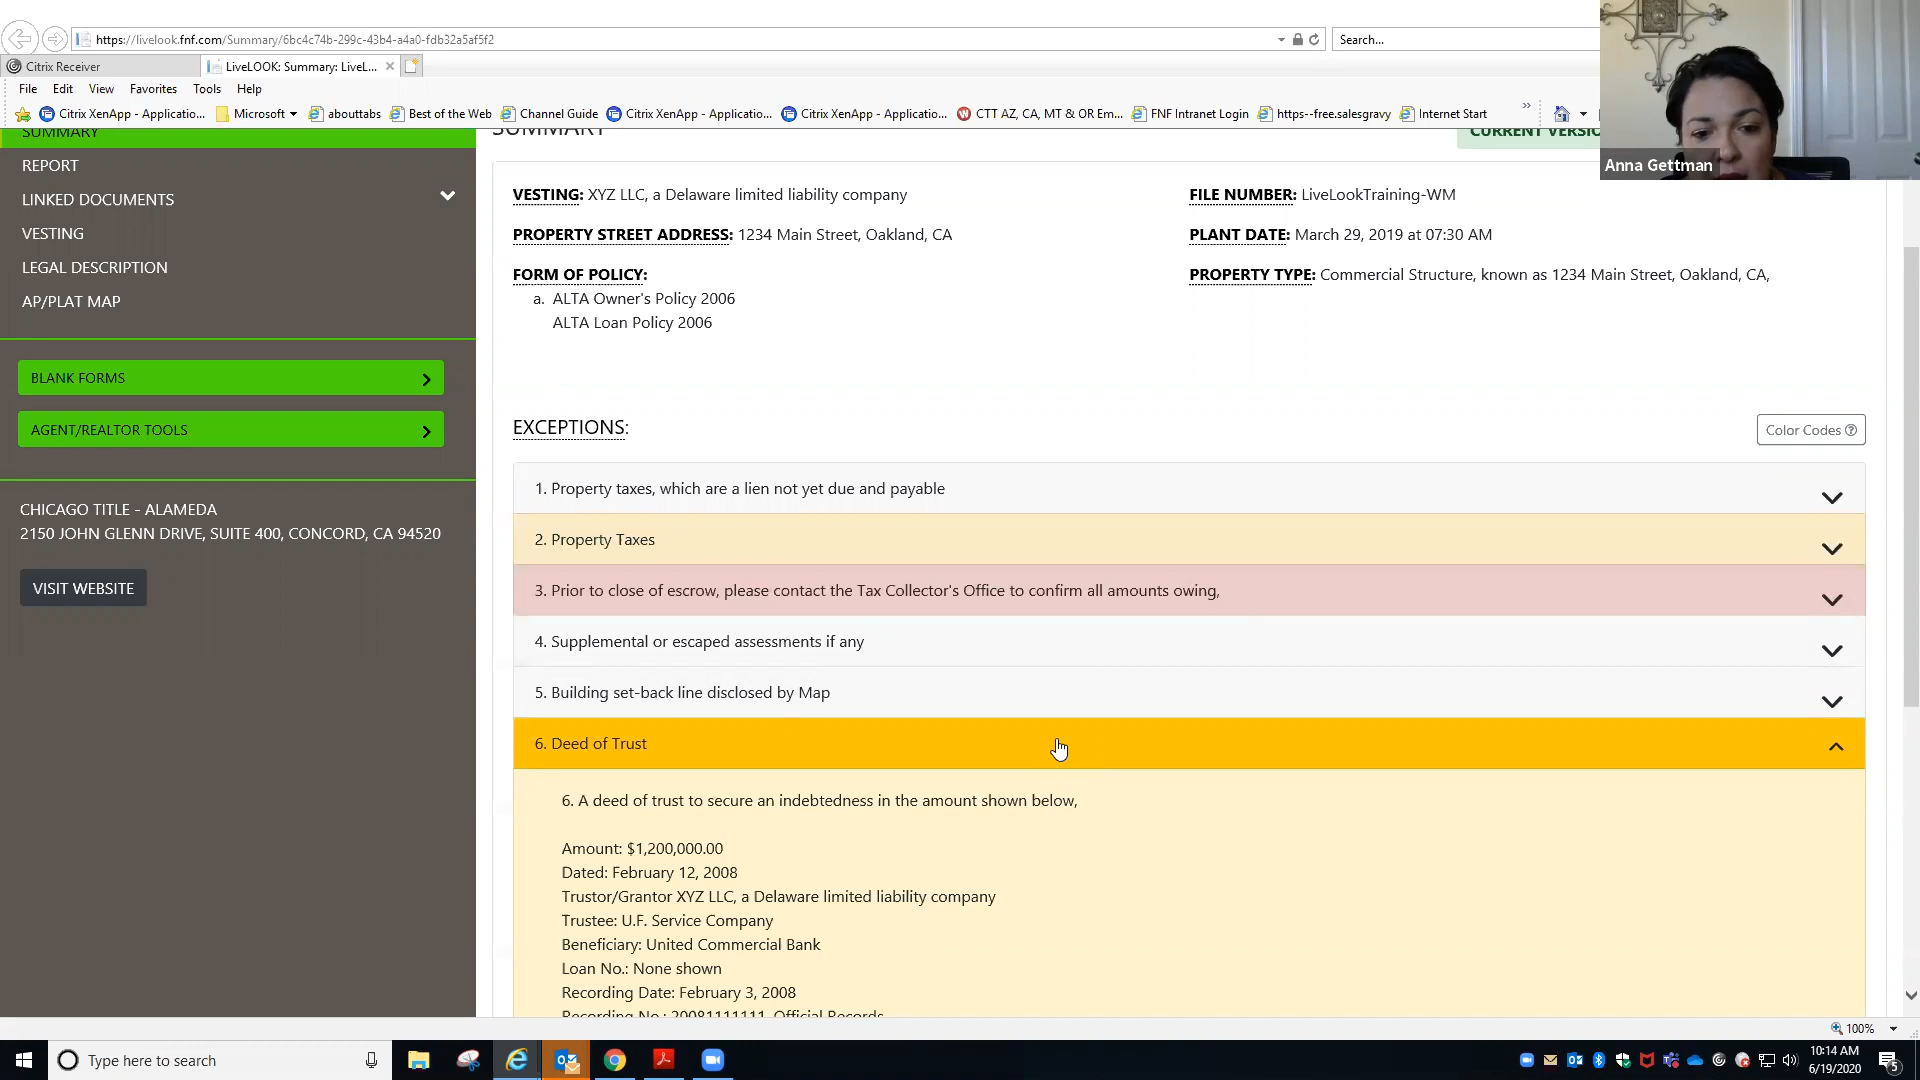 https://livelook.fnf.com/Summary/6bc4c74b-299c-43b4-a4a0-fdb32a5af5f2
Search...
Citrix Receiver
LiveLOOK: Summary: LiveL...
File Edit View Favorites Tools Help
Citrix XenApp - Applicatio...
Microsoft
abouttabs
Best of the Web
Channel Guide
Citrix XenApp - Applicatio...
Citrix XenApp - Applicatio...
CTT AZ, CA, MT & OR Em...
FNF Intranet Login
https--free.salesgravy
Internet Start
Anna Gettman
SUMMARY
REPORT
LINKED DOCUMENTS
VESTING
LEGAL DESCRIPTION
AP/PLAT MAP
BLANK FORMS
AGENT/REALTOR TOOLS
CHICAGO TITLE - ALAMEDA
2150 JOHN GLENN DRIVE, SUITE 400, CONCORD, CA 94520
VISIT WEBSITE
SUMMARY
CURRENT VERSIO
VESTING: XYZ LLC, a Delaware limited liability company
FILE NUMBER: LiveLookTraining-WM
PROPERTY STREET ADDRESS: 1234 Main Street, Oakland, CA
PLANT DATE: March 29, 2019 at 07:30 AM
FORM OF POLICY:
PROPERTY TYPE: Commercial Structure, known as 1234 Main Street, Oakland, CA,
a. ALTA Owner's Policy 2006
ALTA Loan Policy 2006
EXCEPTIONS:
Color Codes ?
1. Property taxes, which are a lien not yet due and payable
2. Property Taxes
3. Prior to close of escrow, please contact the Tax Collector's Office to confirm all amounts owing,
4. Supplemental or escaped assessments if any
5. Building set-back line disclosed by Map
6. Deed of Trust
6. A deed of trust to secure an indebtedness in the amount shown below,
Amount: $1,200,000.00
Dated: February 12, 2008
Trustor/Grantor XYZ LLC, a Delaware limited liability company
Trustee: U.F. Service Company
Beneficiary: United Commercial Bank
Loan No.: None shown
Recording Date: February 3, 2008
Recording No.: 20081111111, Official Records
100%
Type here to search
10:14 AM
6/19/2020
5